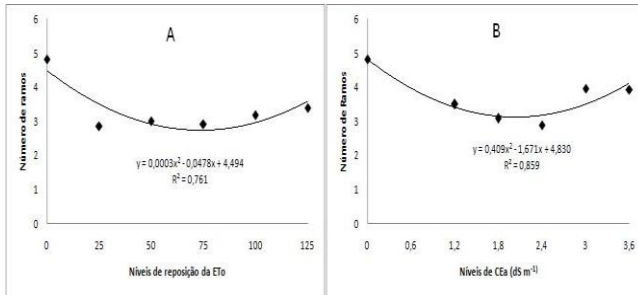 A
Número de ramos
6
5
4
3
2
1
0
y = 0,0003x² - 0,0478x + 4,494
R² = 0,761
0 25 50 75 100 125
Níveis de reposição da ETo
B
Número de Ramos
6
5
4
3
2
1
0
y = 0,409x² - 1,671x + 4,830
R² = 0,859
0 0,6 1,2 1,8 2,4 3 3,6
Níveis de CEa (dS m⁻¹)